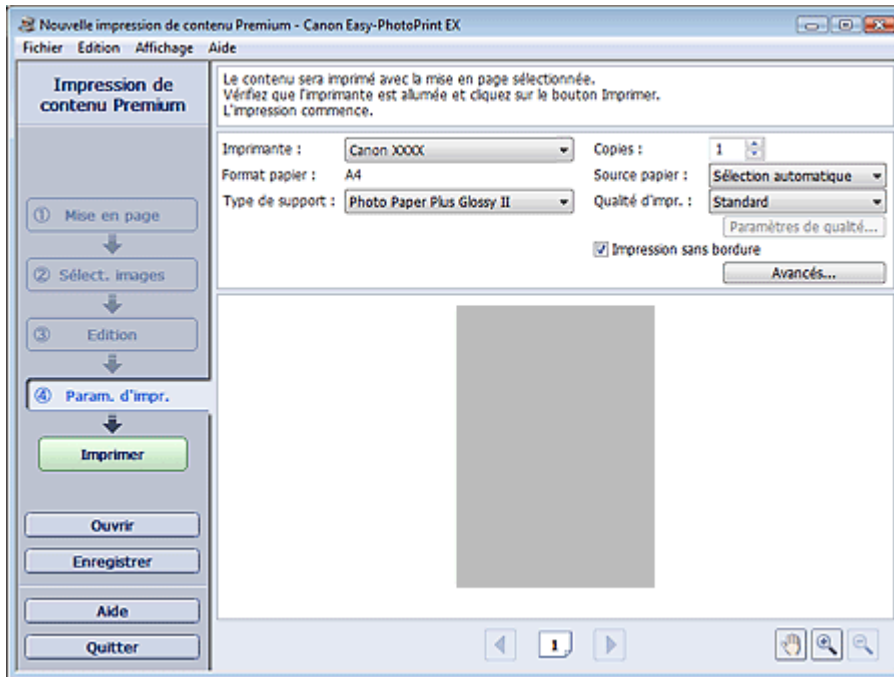 Nouvelle impression de contenu Premium - Canon Easy-PhotoPrint EX
Fichier Edition Affichage Aide
Impression de
contenu Premium
① Mise en page
② Sélect. images
③ Edition
④ Param. d'impr.
Imprimer
Ouvrir
Enregistrer
Aide
Quitter
Le contenu sera imprimé avec la mise en page sélectionnée.
Vérifiez que l'imprimante est allumée et cliquez sur le bouton Imprimer.
L'impression commence.
Imprimante : Canon XXXX Copies : 1
Format papier : A4 Source papier : Sélection automatique
Type de support : Photo Paper Plus Glossy II Qualité d'impr. : Standard
Paramètres de qualité...
Impression sans bordure
Avancés...
1